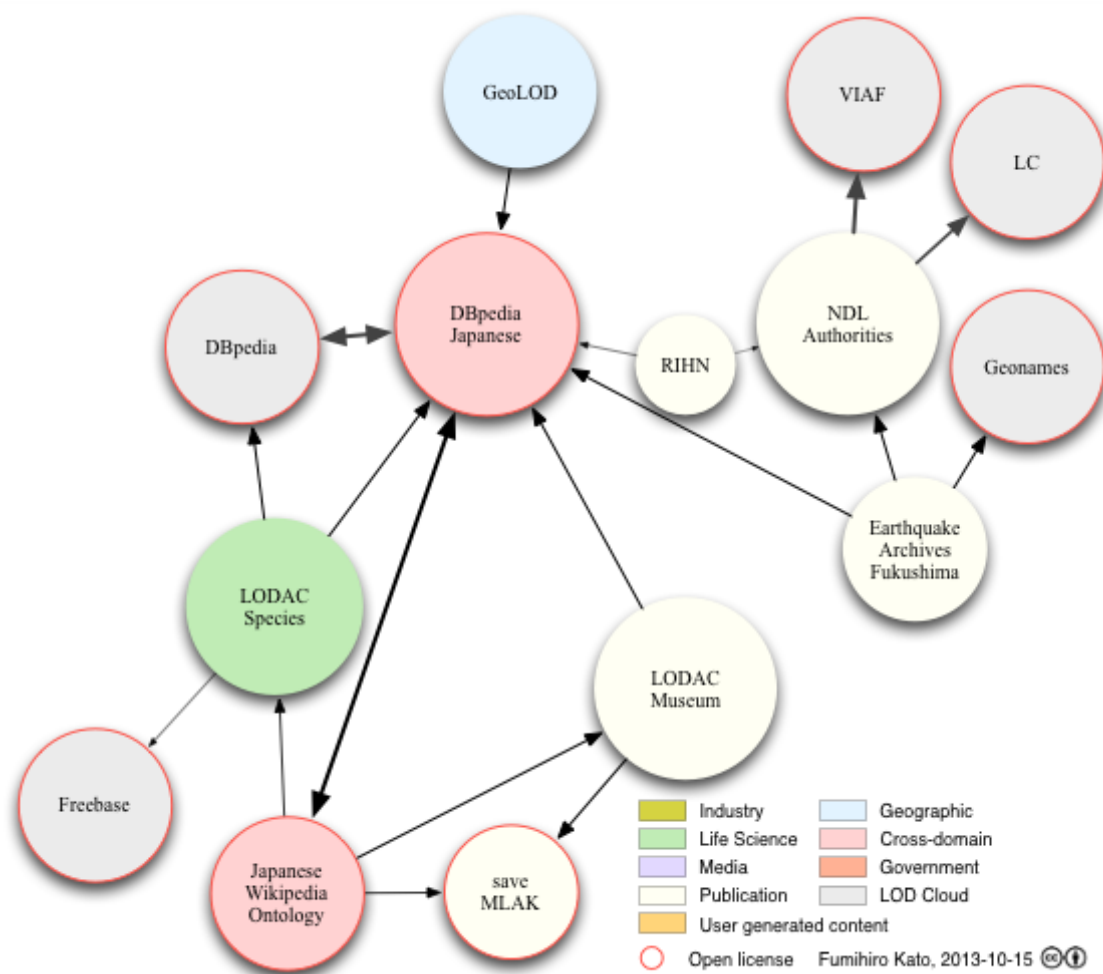 GeoLOD
VIAF
LC
DBpedia
Japanese
NDL
Authorities
DBpedia
RIHN
Geonames
Earthquake
Archives
Fukushima
LODAC
Species
LODAC
Museum
Freebase
Japanese
Wikipedia
Ontology
save
MLAK
Industry
Geographic
Life Science
Cross-domain
Media
Government
Publication
LOD Cloud
User generated content
Open license
Fumihiro Kato, 2013-10-15